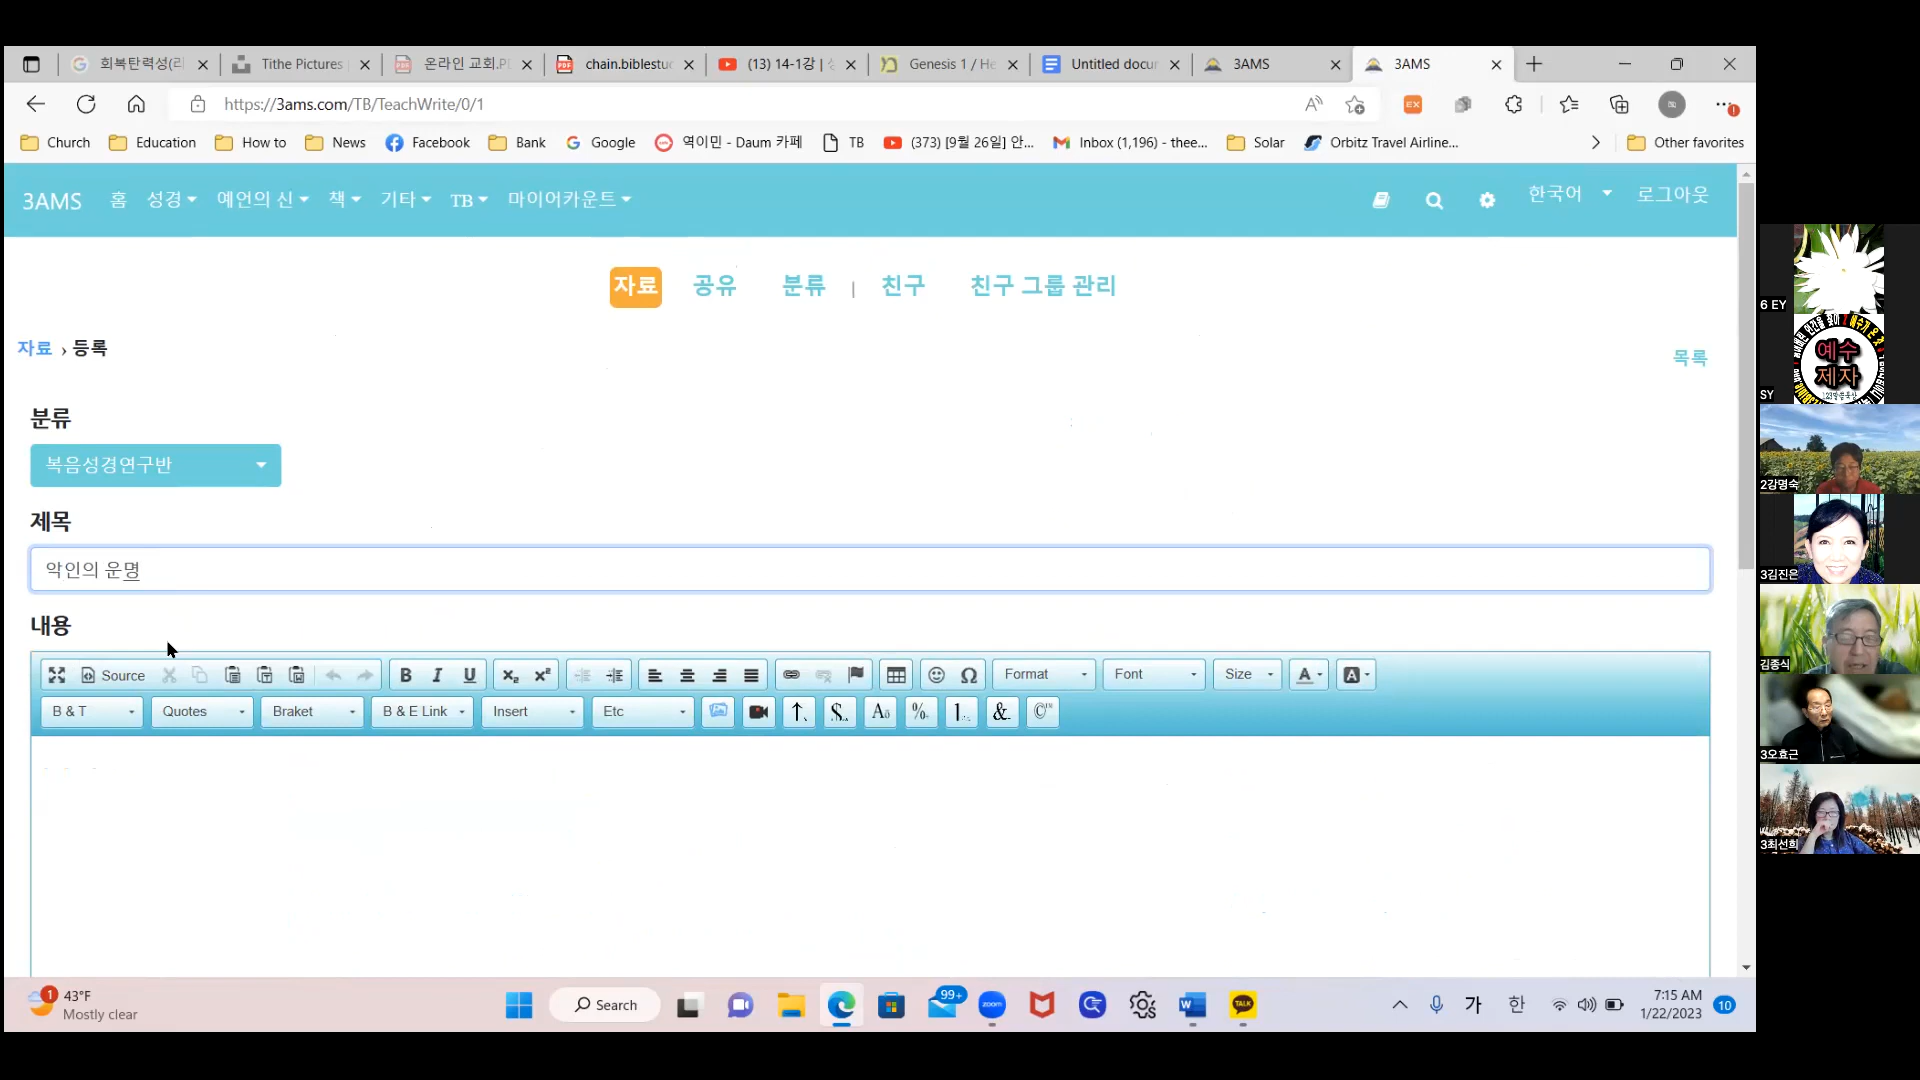 회복탄력성(리
Tithe Pictures
온라인 교회.P
chain.biblestu
(13) 14-1강 |
Genesis 1 / He
Untitled docur
3AMS
3AMS
https://3ams.com/TB/TeachWrite/0/1
Church
Education
How to
News
Facebook
Bank
Google
역이민 - Daum 카페
TB
(373) [9월 26일] 안...
Inbox (1,196) - thee...
Solar
Orbitz Travel Airline...
Other favorites
3AMS 홈 성경 예언의 신 책 기타 TB 마이어카운트 한국어 로그아웃
자료 공유 분류 | 친구 친구 그룹 관리
자료 › 등록
목록
분류
복음성경연구반
제목
악인의 운명
내용
Source B I U Format Font Size A A
B & T Quotes Braket B & E Link Insert Etc
6 EY
예수
제자
SY
2강명숙
3김진은
김종식
3오효근
3최선희
1
43°F
Mostly clear
Search
99+
zoom
TALK
가 한
7:15 AM
1/22/2023
10